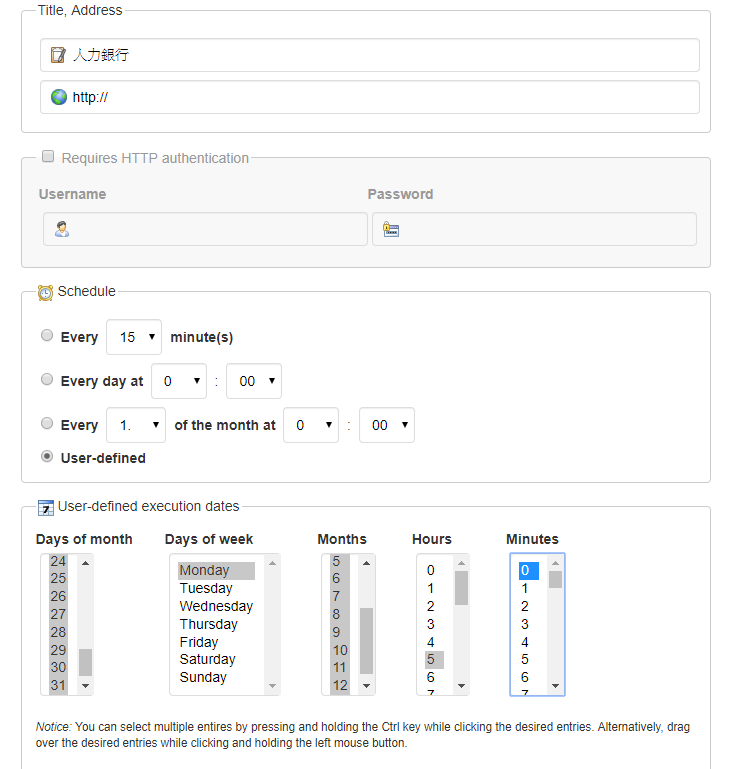 Title, Address
人力銀行
http://
Requires HTTP authentication
Username Password
Schedule
Every 15 minute(s)
Every day at 0 : 00
Every 1. of the month at 0 : 00
User-defined
7 User-defined execution dates
Days of month Days of week Months Hours Minutes
24
25
26
27
28
29
30
31
Monday
Tuesday
Wednesday
Thursday
Friday
Saturday
Sunday
5
6
7
8
9
10
11
12
0
1
2
3
4
5
6
7
0
1
2
3
4
5
6
7
Notice: You can select multiple entires by pressing and holding the Ctrl key while clicking the desired entries. Alternatively, drag
over the desired entries while clicking and holding the left mouse button.